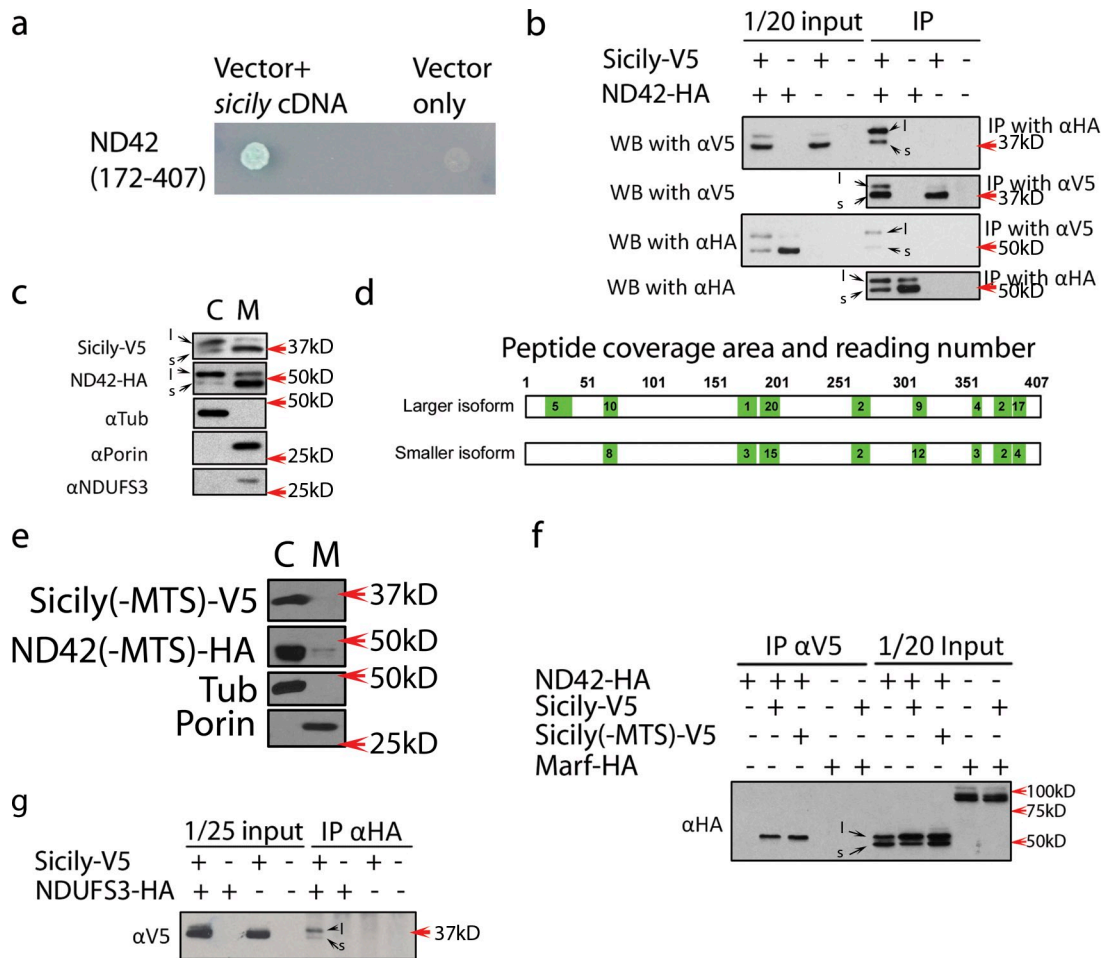 a
Vector+
sicily cDNA
Vector
only
ND42
(172-407)
b
1/20 input
IP
Sicily-V5
+ - + - + - + -
ND42-HA
+ + - - + + - -
WB with αV5
l
s
IP with αHA
37kD
WB with αV5
l
s
IP with αV5
37kD
WB with αHA
l
s
IP with αV5
50kD
WB with αHA
l
s
IP with αHA
50kD
c
C M
Sicily-V5
l
s
37kD
ND42-HA
l
s
50kD
αTub
50kD
αPorin
25kD
αNDUFS3
25kD
d
Peptide coverage area and reading number
1 51 101 151 201 251 301 351 407
Larger isoform
5 10 1 20 2 9 4 2 17
Smaller isoform
8 3 15 2 12 3 2 4
e
C M
Sicily(-MTS)-V5
37kD
ND42(-MTS)-HA
50kD
Tub
50kD
Porin
25kD
f
IP αV5
1/20 Input
ND42-HA
+ + + - - + + + - -
Sicily-V5
- + - - + - + - - +
Sicily(-MTS)-V5
- - + - - - - + - -
Marf-HA
- - - + + - - - + +
αHA
l
s
100kD
75kD
50kD
g
1/25 input
IP αHA
Sicily-V5
+ - + - + - + -
NDUFS3-HA
+ + - - + + - -
αV5
l
s
37kD